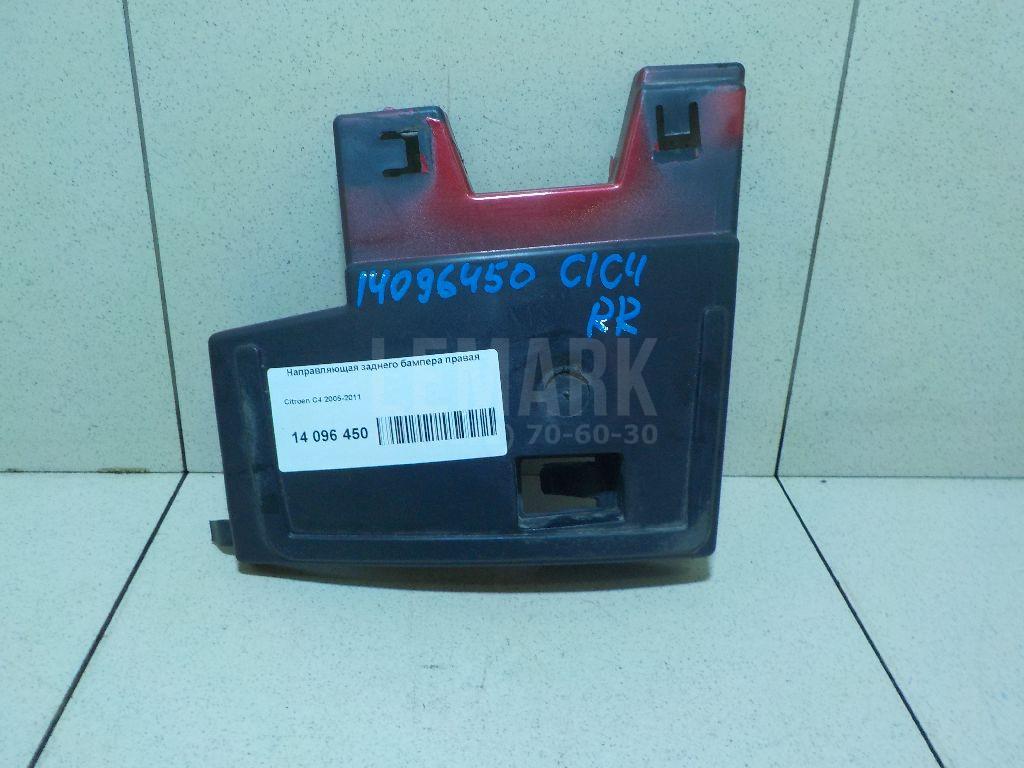 14096450 C1C4
RR
LEMARK
) 70-60-30
Направляющая заднего бампера правая
Citroen C4 2005-2011
14 096 450